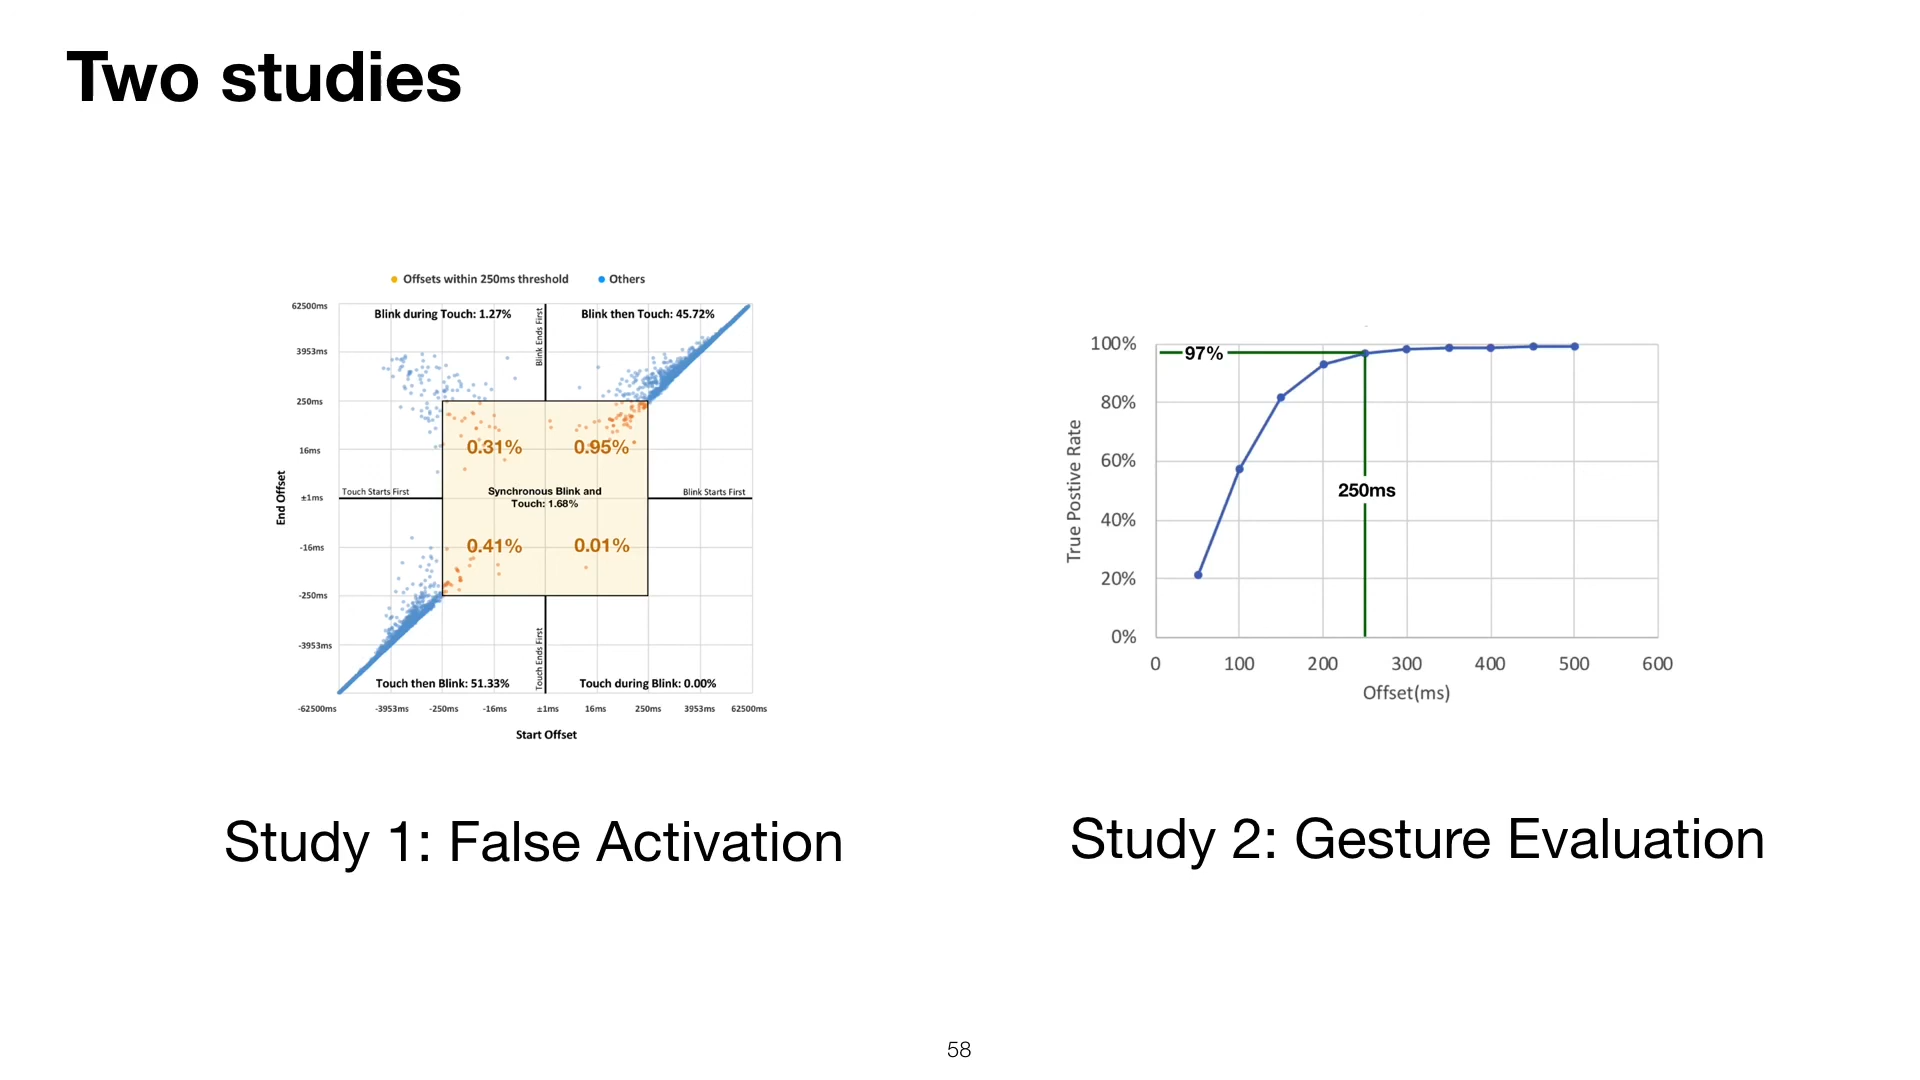 Two studies
Offsets within 250ms threshold
Others
62500ms
3953ms
250ms
16ms
±1ms
-16ms
-250ms
-3953ms
End Offset
Blink during Touch: 1.27%
Blink then Touch: 45.72%
Blink Ends First
0.31%
0.95%
Touch Starts First
Synchronous Blink and
Touch: 1.68%
Blink Starts First
0.41%
0.01%
Touch Ends First
Touch then Blink: 51.33%
Touch during Blink: 0.00%
-62500ms
-3953ms
-250ms
-16ms
±1ms
16ms
250ms
3953ms
62500ms
Start Offset
Study 1: False Activation
100%
80%
60%
40%
20%
0%
True Postive Rate
97%
250ms
0
100
200
300
400
500
600
Offset(ms)
Study 2: Gesture Evaluation
58